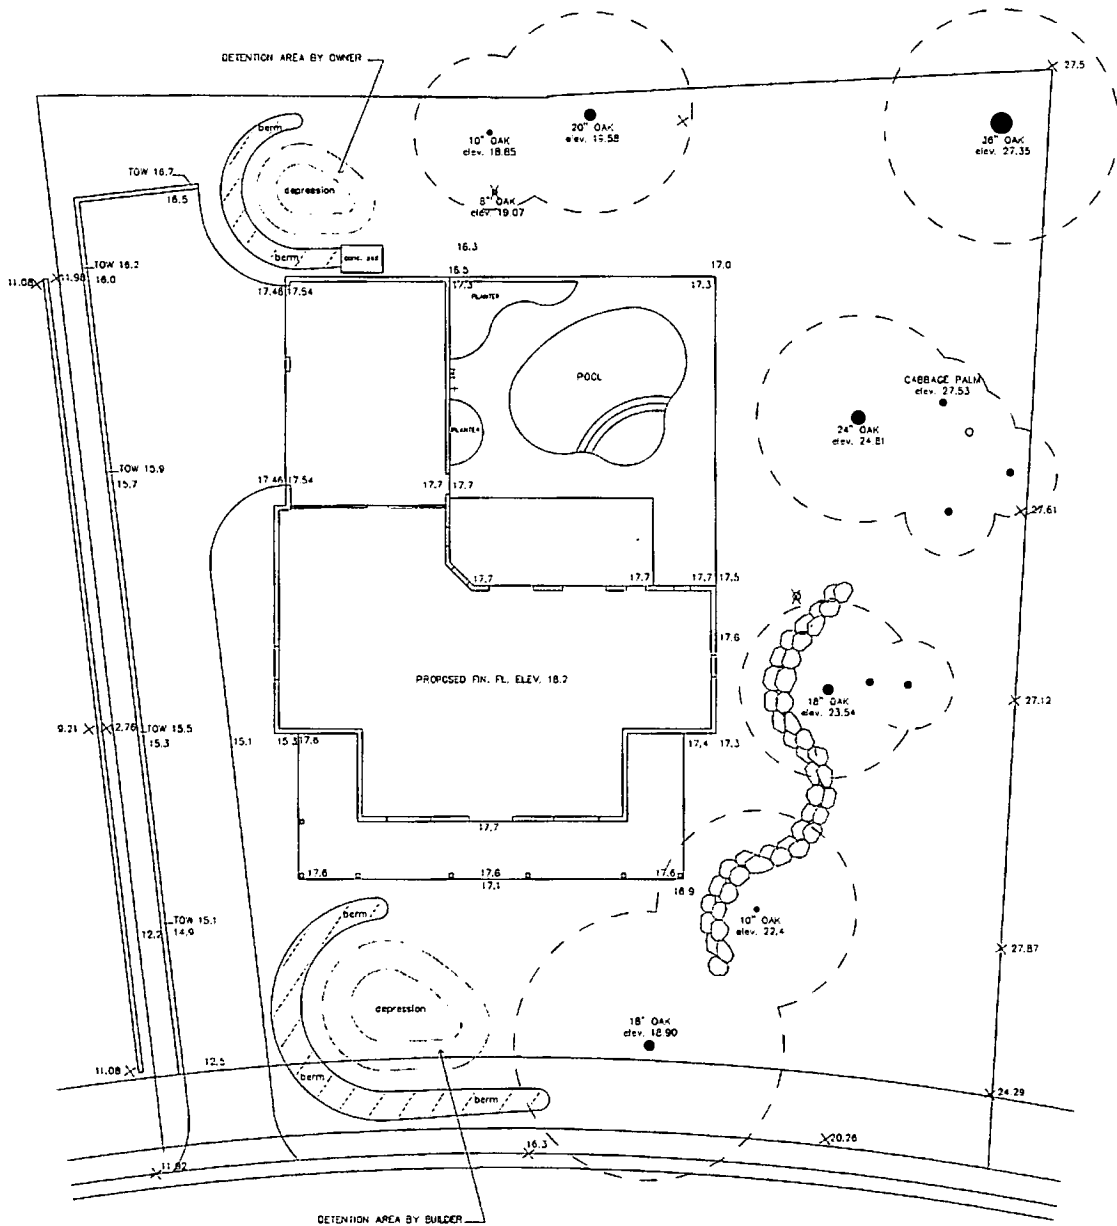 DETENTION AREA BY OWNER
27.5
berm
10" OAK
elev. 18.85
20" OAK
elev. 19.58
elev. 27.35
TOW 16.7
16.5
depression
8" OAK
elev. 19.07
berm
conc. pad
16.3
16.5
17.0
TOW 16.2
16.0
11.08
11.98
17.46
17.54
17.3
PLANTER
17.3
POOL
CABBAGE PALM
elev. 27.53
24" OAK
elev. 24.81
PLANTER
TOW 15.9
15.7
17.46
17.54
17.7
17.7
27.61
15.1
17.7
17.7
17.7
17.5
17.6
PROPOSED FIN. FL. ELEV. 18.2
18" OAK
elev. 23.54
27.12
9.21
12.76
TOW 15.5
15.3
15.3
17.6
17.4
17.3
17.7
17.6
17.6
17.1
17.6
16.9
TOW 15.1
14.9
12.2
berm
10" OAK
elev. 22.4
27.87
depression
18" OAK
elev. 18.90
11.08
12.5
berm
berm
24.29
20.26
16.3
11.92
DETENTION AREA BY BUILDER